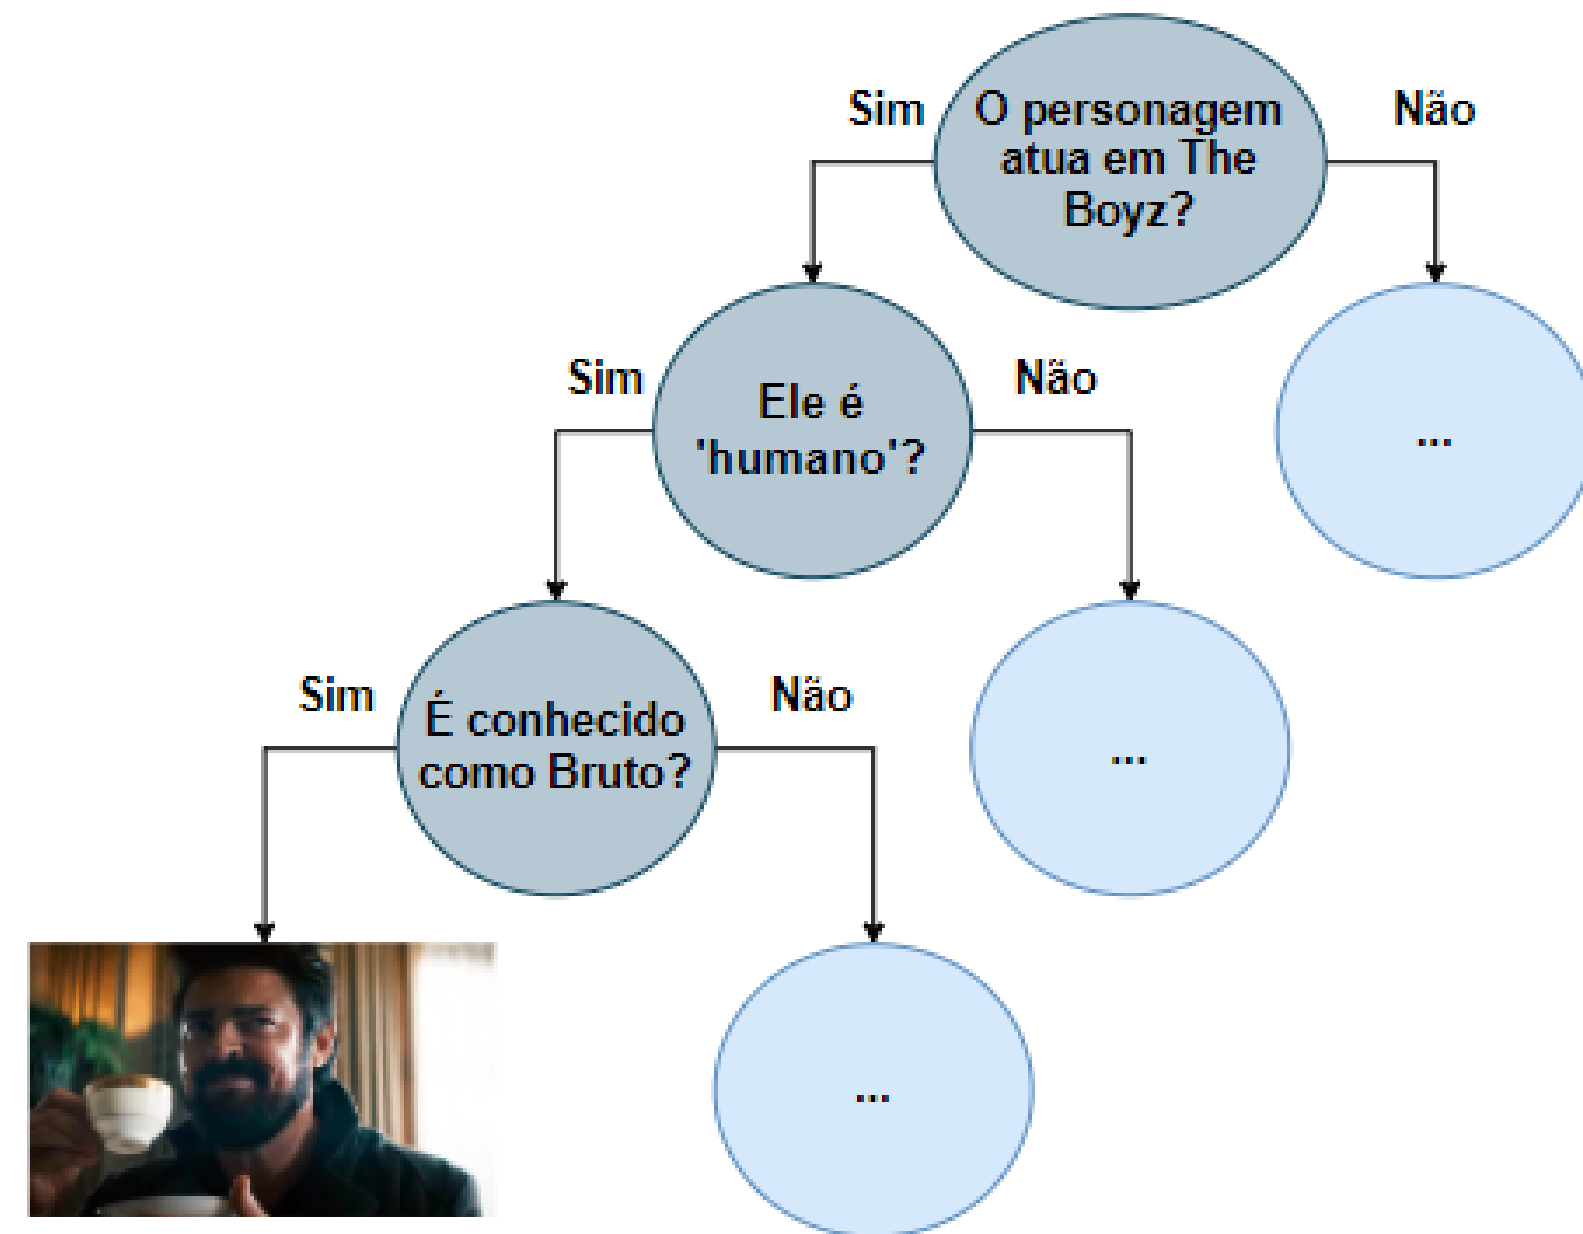 Sim
O personagem
atua em The
Boyz?
Não
Sim
Ele é
'humano'?
Não
...
Sim
É conhecido
como Bruto?
Não
...
...